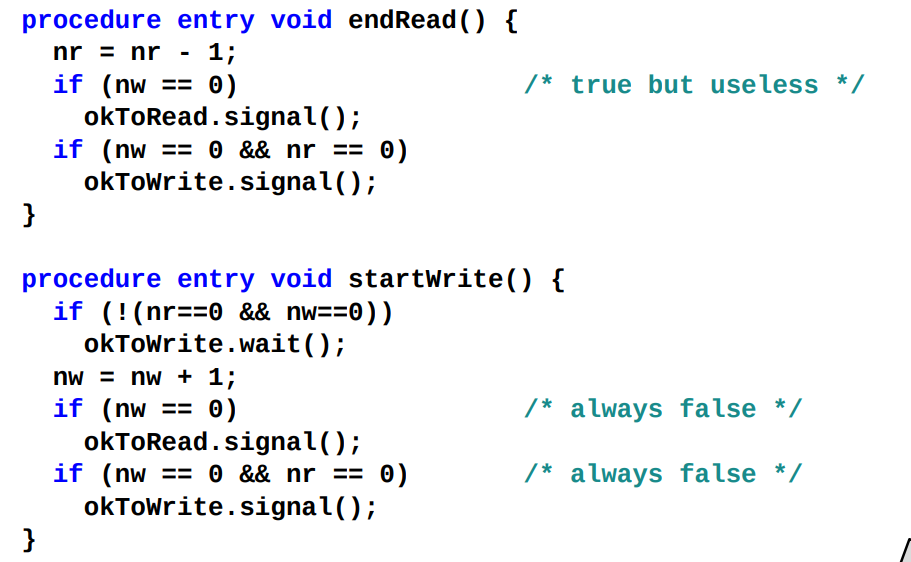 procedure entry void endRead() {
  nr = nr - 1;
  if (nw == 0)                  /* true but useless */
    okToRead.signal();
  if (nw == 0 && nr == 0)
    okToWrite.signal();
}

procedure entry void startWrite() {
  if (!(nr==0 && nw==0))
    okToWrite.wait();
  nw = nw + 1;
  if (nw == 0)                  /* always false */
    okToRead.signal();
  if (nw == 0 && nr == 0)       /* always false */
    okToWrite.signal();
}